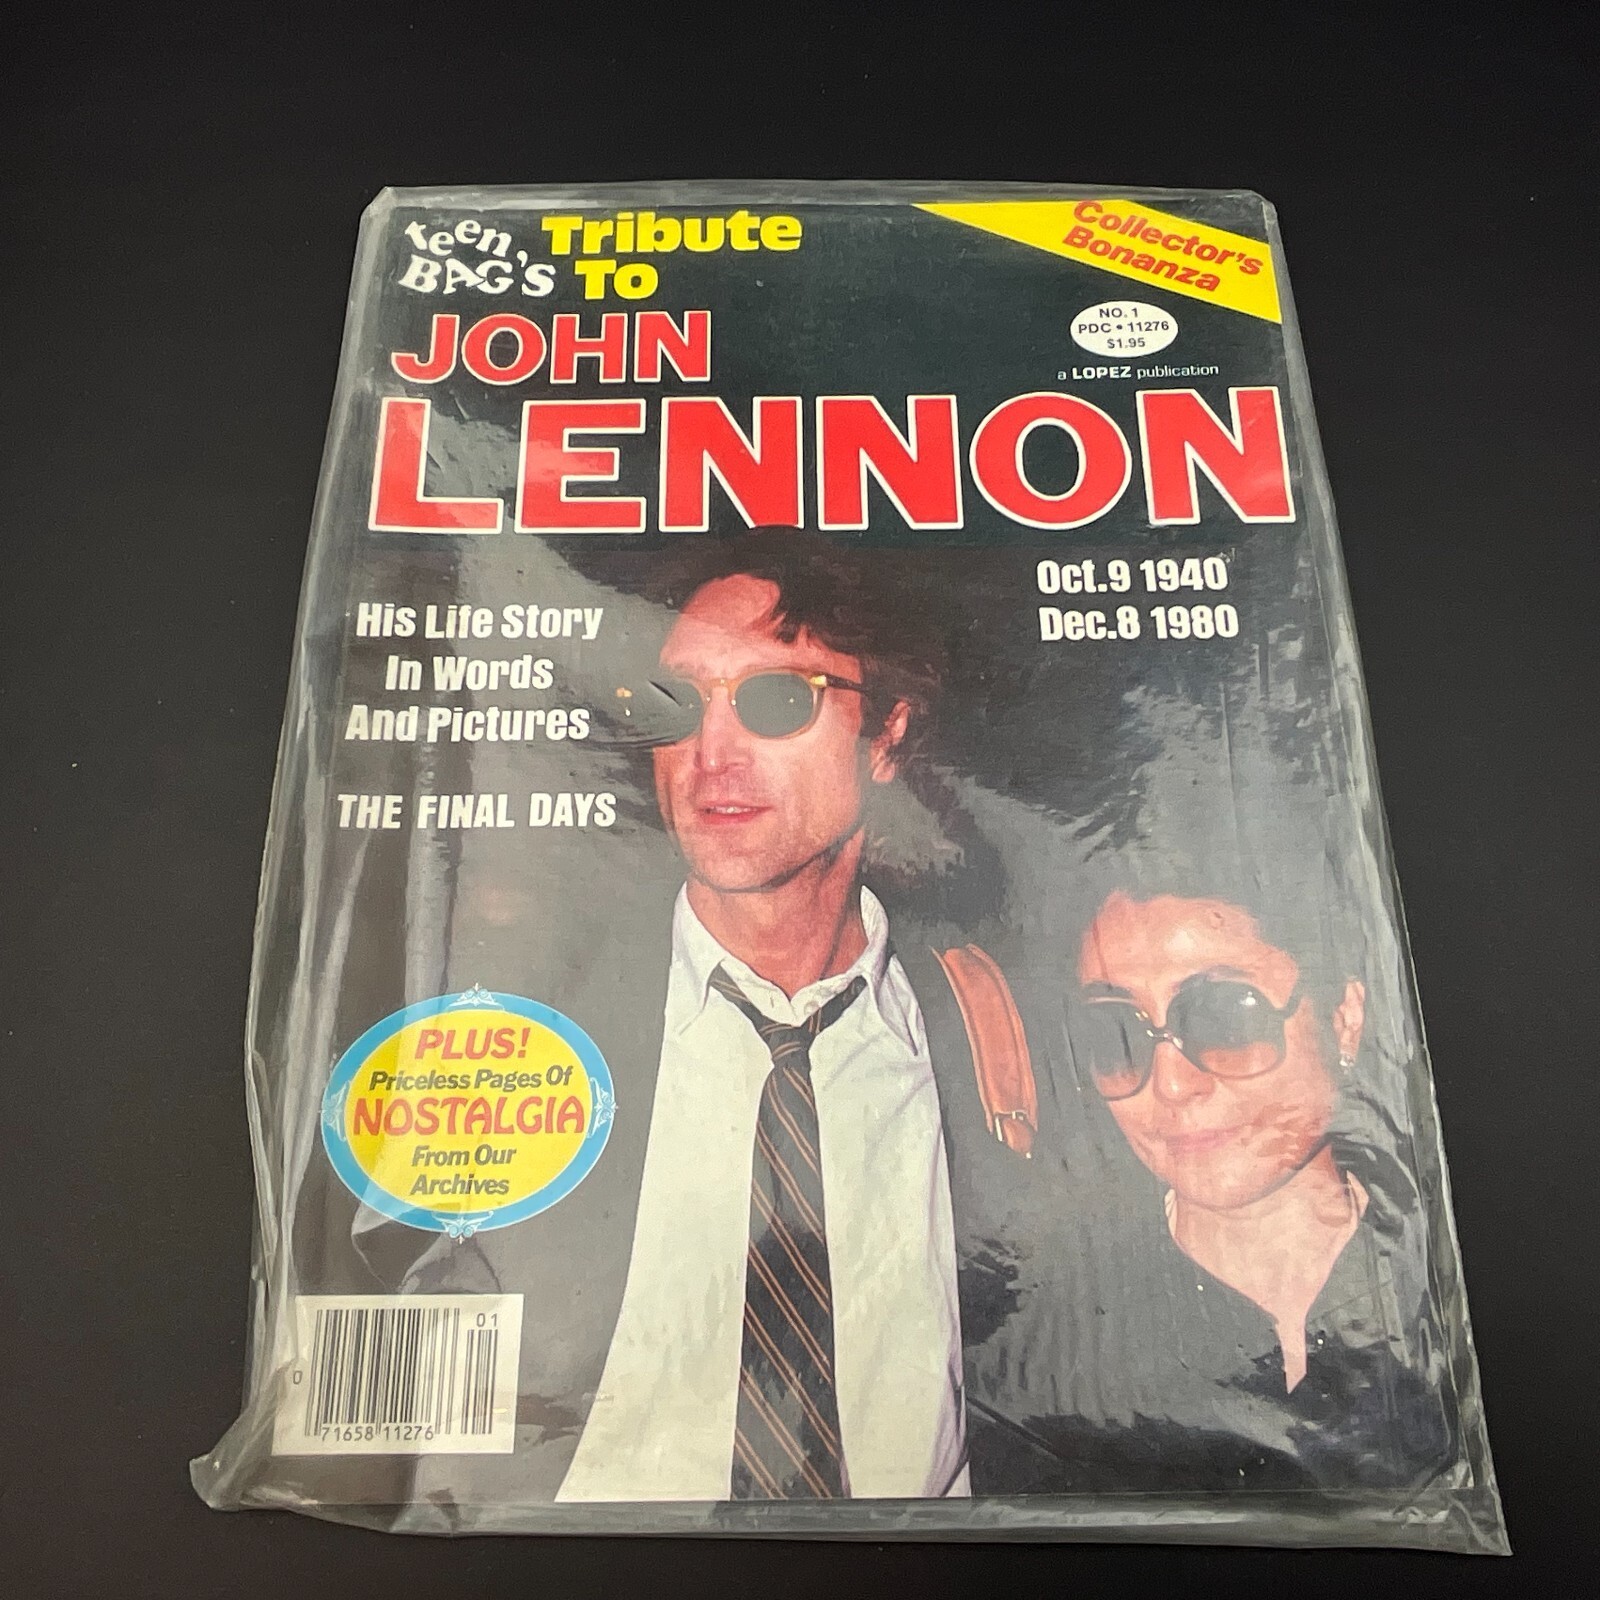 teen
BAG'S
Tribute
To
JOHN
LENNON
Collector's
Bonanza
NO. 1
PDC • 11276
$1.95
a LOPEZ publication
Oct.9 1940
Dec.8 1980
His Life Story
In Words
And Pictures
THE FINAL DAYS
PLUS!
Priceless Pages Of
NOSTALGIA
From Our
Archives
01
0 71658 11276